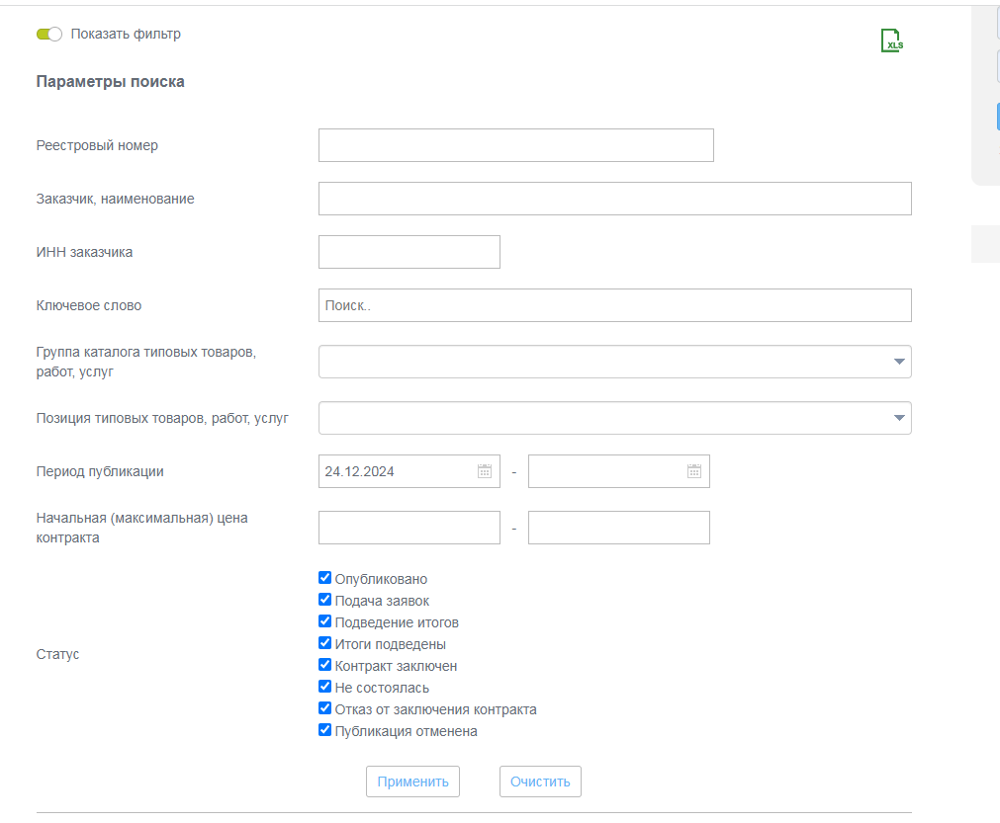 Показать фильтр
XLS
Параметры поиска
Реестровый номер
Заказчик, наименование
ИНН заказчика
Ключевое слово
Поиск..
Группа каталога типовых товаров,
работ, услуг
Позиция типовых товаров, работ, услуг
Период публикации
24.12.2024
-
Начальная (максимальная) цена
контракта
-
Статус
Опубликовано
Подача заявок
Подведение итогов
Итоги подведены
Контракт заключен
Не состоялась
Отказ от заключения контракта
Публикация отменена
Применить
Очистить